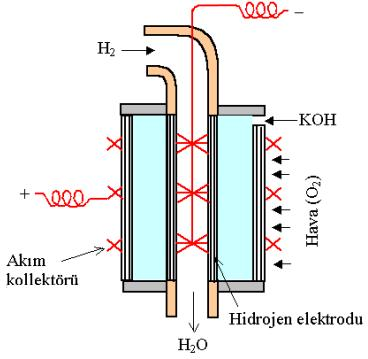 –
H₂
KOH
+
Hava (O₂)
Akım
kollektörü
Hidrojen elektrodu
H₂O